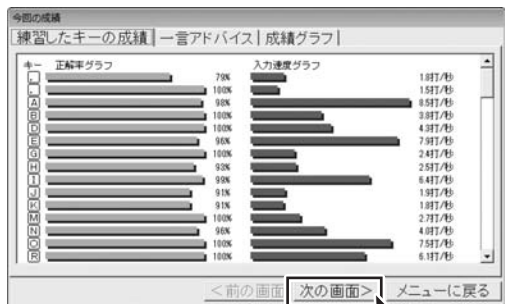 今回の成績
練習したキーの成績 一言アドバイス 成績グラフ
キー 正解率グラフ 入力速度グラフ
79% 1.8打/秒
100% 1.5打/秒
A 98% 8.5打/秒
B 100% 3.8打/秒
D 100% 4.3打/秒
E 96% 7.9打/秒
G 100% 2.4打/秒
H 93% 2.5打/秒
I 99% 6.4打/秒
J 91% 1.9打/秒
K 91% 1.8打/秒
M 100% 2.7打/秒
N 96% 4.0打/秒
O 100% 7.5打/秒
R 100% 6.1打/秒
<前の画面 次の画面> メニューに戻る